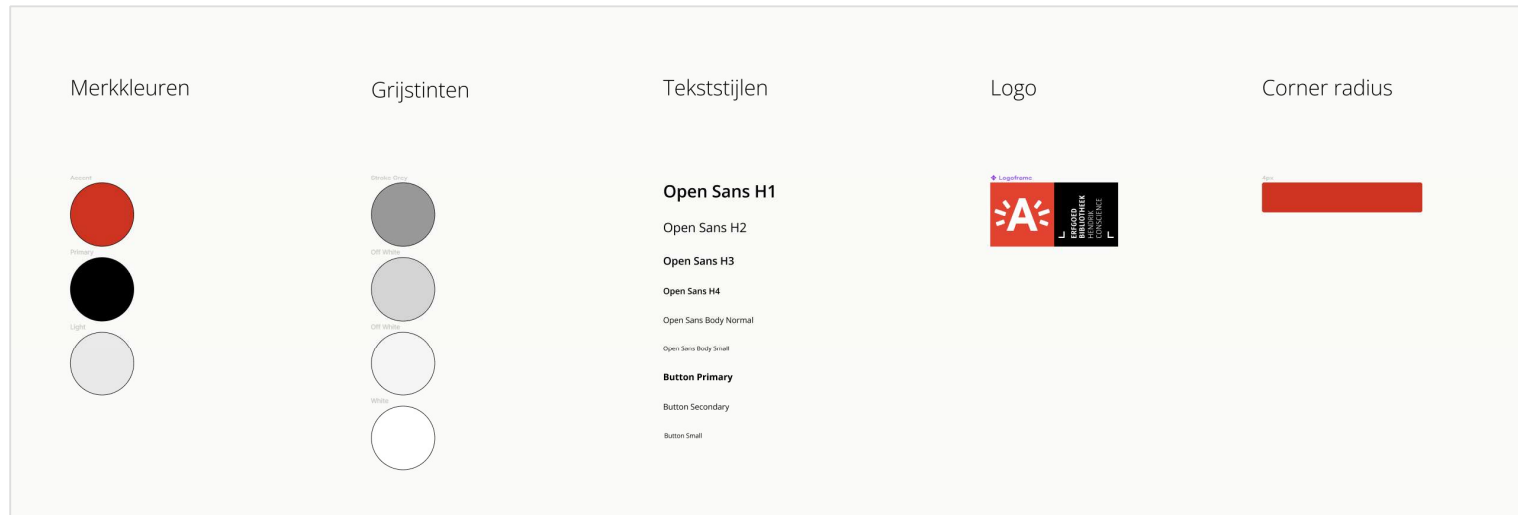 Merkkleuren
Accent
Primary
Light
Grijstinten
Stroke Grey
Off White
Off White
White
Tekststijlen
Open Sans H1
Open Sans H2
Open Sans H3
Open Sans H4
Open Sans Body Normal
Open Sans Body Small
Button Primary
Button Secondary
Button Small
Logo
Logoframe
A
ERFGOED
BIBLIOTHEEK
HENDRIK
CONSCIENCE
Corner radius
4px